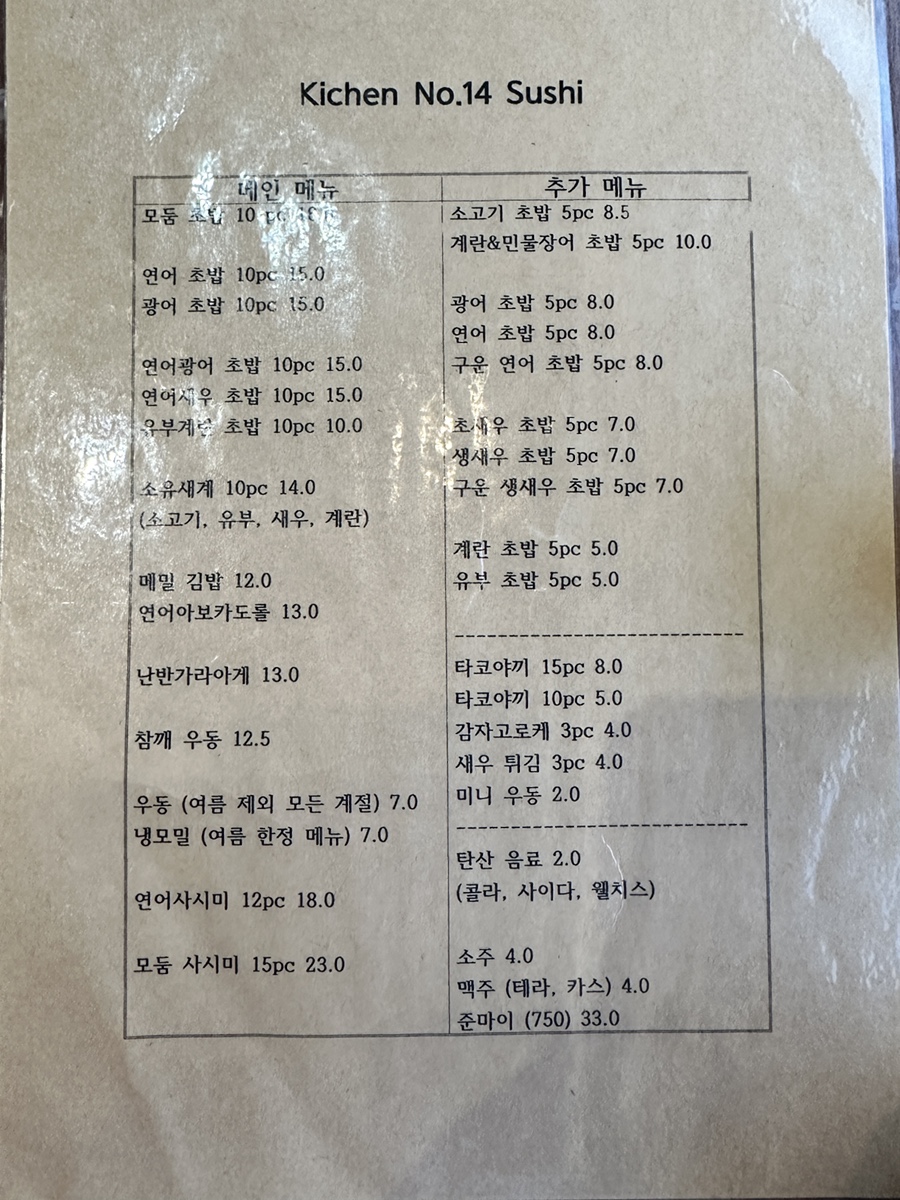 Kichen No.14 Sushi
메인 메뉴
모둠 초밥 10 pc
연어 초밥 10pc 15.0
광어 초밥 10pc 15.0
연어광어 초밥 10pc 15.0
연어새우 초밥 10pc 15.0
유부계란 초밥 10pc 10.0
소유새계 10pc 14.0
(소고기, 유부, 새우, 계란)
메밀 김밥 12.0
연어아보카도롤 13.0
난반가라아게 13.0
참깨 우동 12.5
우동 (여름 제외 모든 계절) 7.0
냉모밀 (여름 한정 메뉴) 7.0
연어사시미 12pc 18.0
모둠 사시미 15pc 23.0
추가 메뉴
소고기 초밥 5pc 8.5
계란&민물장어 초밥 5pc 10.0
광어 초밥 5pc 8.0
연어 초밥 5pc 8.0
구운 연어 초밥 5pc 8.0
초새우 초밥 5pc 7.0
생새우 초밥 5pc 7.0
구운 생새우 초밥 5pc 7.0
계란 초밥 5pc 5.0
유부 초밥 5pc 5.0
타코야끼 15pc 8.0
타코야끼 10pc 5.0
감자고로케 3pc 4.0
새우 튀김 3pc 4.0
미니 우동 2.0
탄산 음료 2.0
(콜라, 사이다, 웰치스)
소주 4.0
맥주 (테라, 카스) 4.0
준마이 (750) 33.0